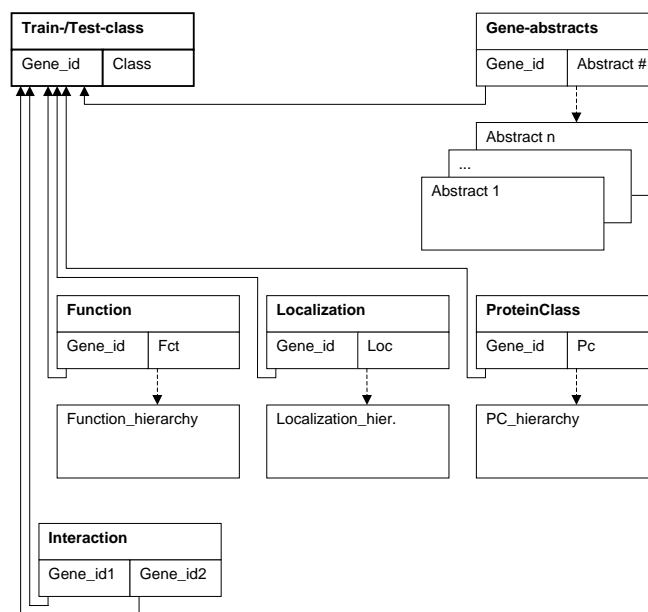 Train-/Test-class
Gene_id Class
Gene-abstracts
Gene_id Abstract #
Abstract n
...
Abstract 1
Function
Gene_id Fct
Function_hierarchy
Localization
Gene_id Loc
Localization_hier.
ProteinClass
Gene_id Pc
PC_hierarchy
Interaction
Gene_id1 Gene_id2